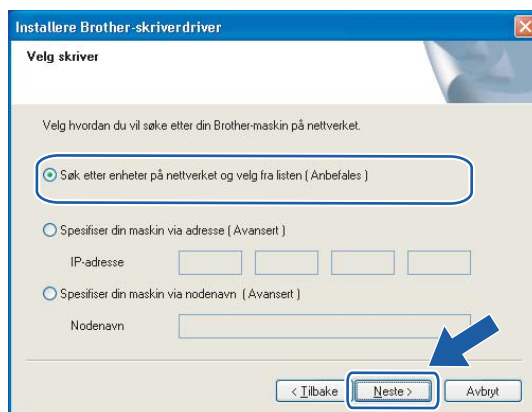 Installere Brother-skriverdriver
Velg skriver
Velg hvordan du vil søke etter din Brother-maskin på nettverket.
Søk etter enheter på nettverket og velg fra listen ( Anbefales )
Spesifiser din maskin via adresse ( Avansert )
IP-adresse
Spesifiser din maskin via nodenavn ( Avansert )
Nodenavn
< Tilbake Neste > Avbryt